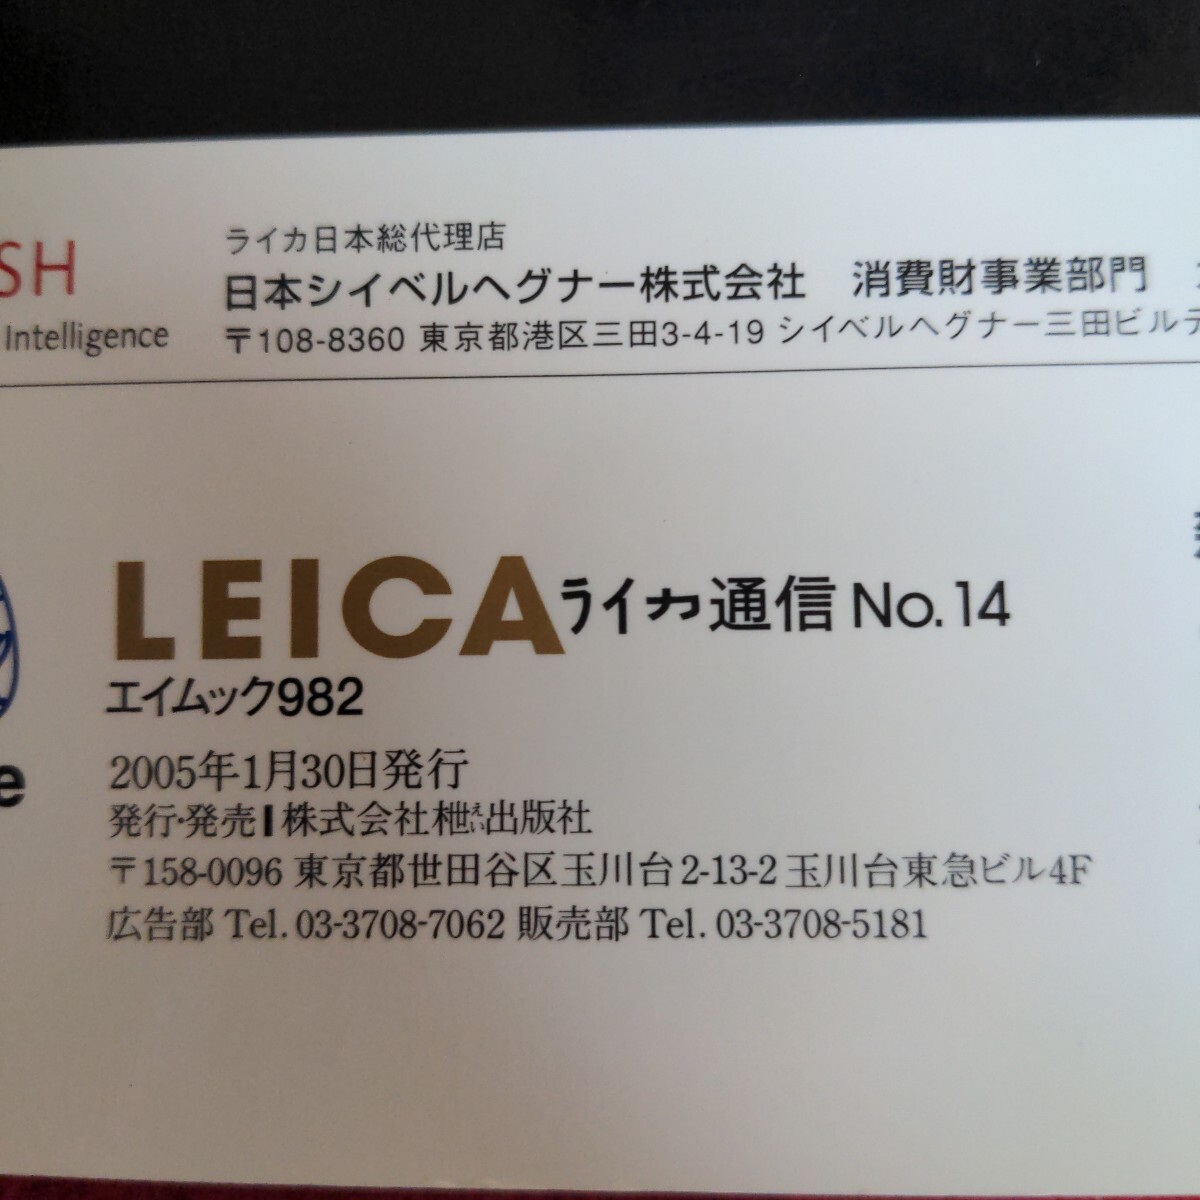 SH
Intelligence
ライカ日本総代理店
日本シイベルヘグナー株式会社 消費財事業部門
〒108-8360 東京都港区三田3-4-19 シイベルヘグナー三田ビルデ
LEICA ライカ通信 No.14
エイムック982
2005年1月30日発行
発行・発売 | 株式会社枻えい出版社
〒158-0096 東京都世田谷区玉川台2-13-2 玉川台東急ビル4F
広告部 Tel. 03-3708-7062 販売部 Tel. 03-3708-5181
e